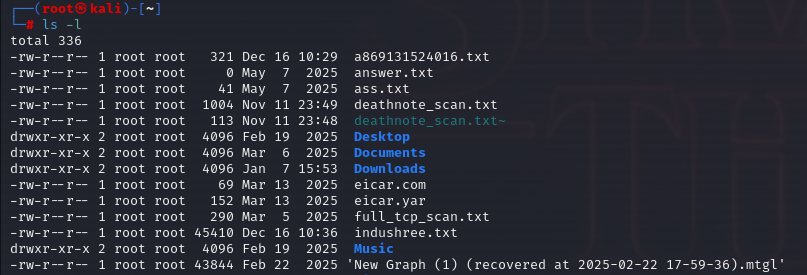 ┌──(root㉿kali)-[~]
└─# ls -l
total 336
-rw-r--r-- 1 root root   321 Dec 16 10:29  a869131524016.txt
-rw-r--r-- 1 root root     0 May  7  2025  answer.txt
-rw-r--r-- 1 root root    41 May  7  2025  ass.txt
-rw-r--r-- 1 root root  1004 Nov 11 23:49  deathnote_scan.txt
-rw-r--r-- 1 root root   113 Nov 11 23:48  deathnote_scan.txt~
drwxr-xr-x 2 root root  4096 Feb 19  2025  Desktop
drwxr-xr-x 2 root root  4096 Mar  6  2025  Documents
drwxr-xr-x 2 root root  4096 Jan  7 15:53  Downloads
-rw-r--r-- 1 root root    69 Mar 13  2025  eicar.com
-rw-r--r-- 1 root root   152 Mar 13  2025  eicar.yar
-rw-r--r-- 1 root root   290 Mar  5  2025  full_tcp_scan.txt
-rw-r--r-- 1 root root 45410 Dec 16 10:36  indushree.txt
drwxr-xr-x 2 root root  4096 Feb 19  2025  Music
-rw-r--r-- 1 root root 43844 Feb 22  2025 'New Graph (1) (recovered at 2025-02-22 17-59-36).mtgl'